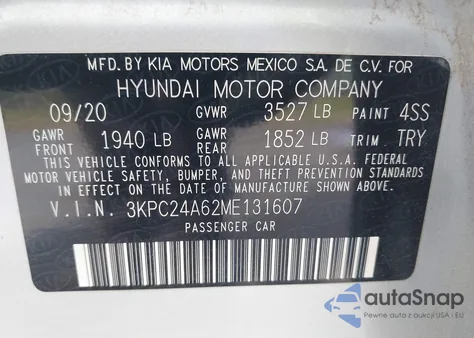 MFD. BY KIA MOTORS MEXICO S.A. DE C.V. FOR
HYUNDAI MOTOR COMPANY
09/20 GVWR 3527 LB PAINT 4SS
GAWR FRONT 1940 LB GAWR REAR 1852 LB TRIM TRY
THIS VEHICLE CONFORMS TO ALL APPLICABLE U.S.A. FEDERAL
MOTOR VEHICLE SAFETY, BUMPER, AND THEFT PREVENTION STANDARDS
IN EFFECT ON THE DATE OF MANUFACTURE SHOWN ABOVE.
V.I.N. 3KPC24A62ME131607
PASSENGER CAR
autoSnap
Pewne auta z aukcji USA i EU